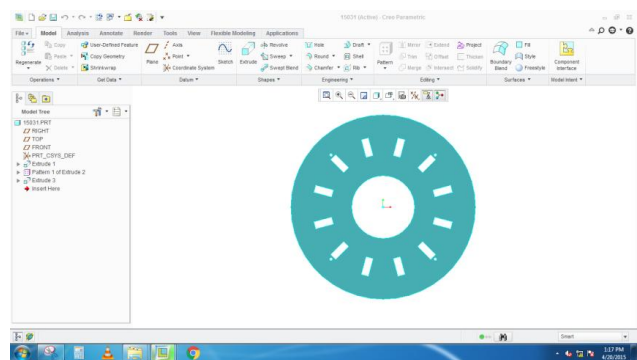 15031 (Active) - Creo Parametric
File Model Analysis Annotate Render Tools View Flexible Modeling Applications
Regenerate Copy Paste Delete User-Defined Feature Copy Geometry Shrinkwrap Plane Axis Point Coordinate System Sketch Extrude Revolve Sweep Swept Blend Hole Round Chamfer Draft Shell Rib Pattern Mirror Trim Merge Extend Offset Intersect Project Thicken Solidify Boundary Blend Fill Style Freestyle Component Interface
Operations Get Data Datum Shapes Engineering Editing Surfaces Model Intent
Model Tree
15031.PRT
RIGHT
TOP
FRONT
PRT_CSYS_DEF
Extrude 1
Pattern 1 of Extrude 2
Extrude 3
Insert Here
Smart
1:17 PM
4/20/2015